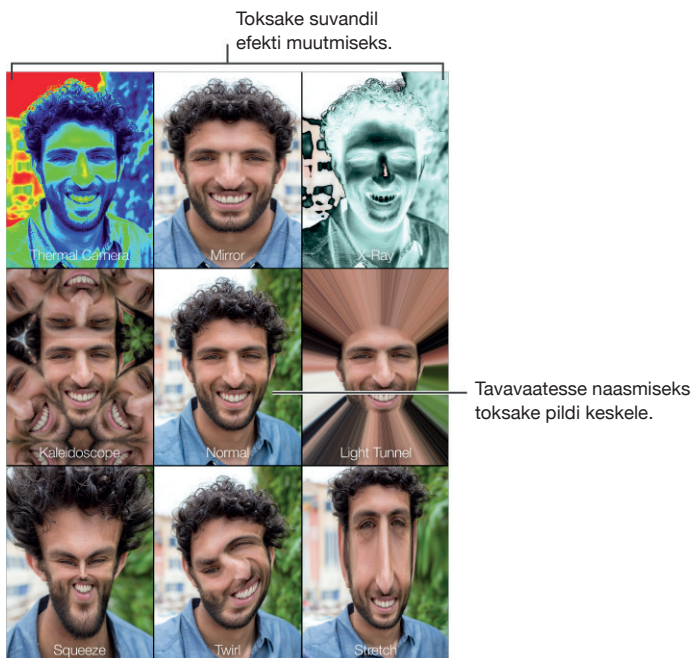 Toksake suvandil
efekti muutmiseks.
Thermal Camera
Mirror
X-Ray
Kaleidoscope
Normal
Light Tunnel
Tavavaatesse naasmiseks
toksake pildi keskele.
Squeeze
Twirl
Stretch